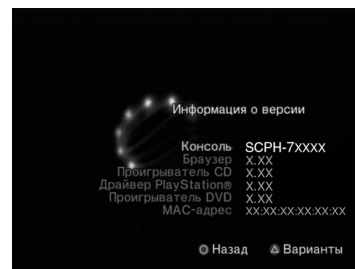 Информация о версии
Консоль SCPH-7XXXX
Браузер X.XX
Проигрыватель CD X.XX
Драйвер PlayStation® X.XX
Проигрыватель DVD X.XX
MAC-адрес XX:XX:XX:XX:XX:XX
Назад Варианты